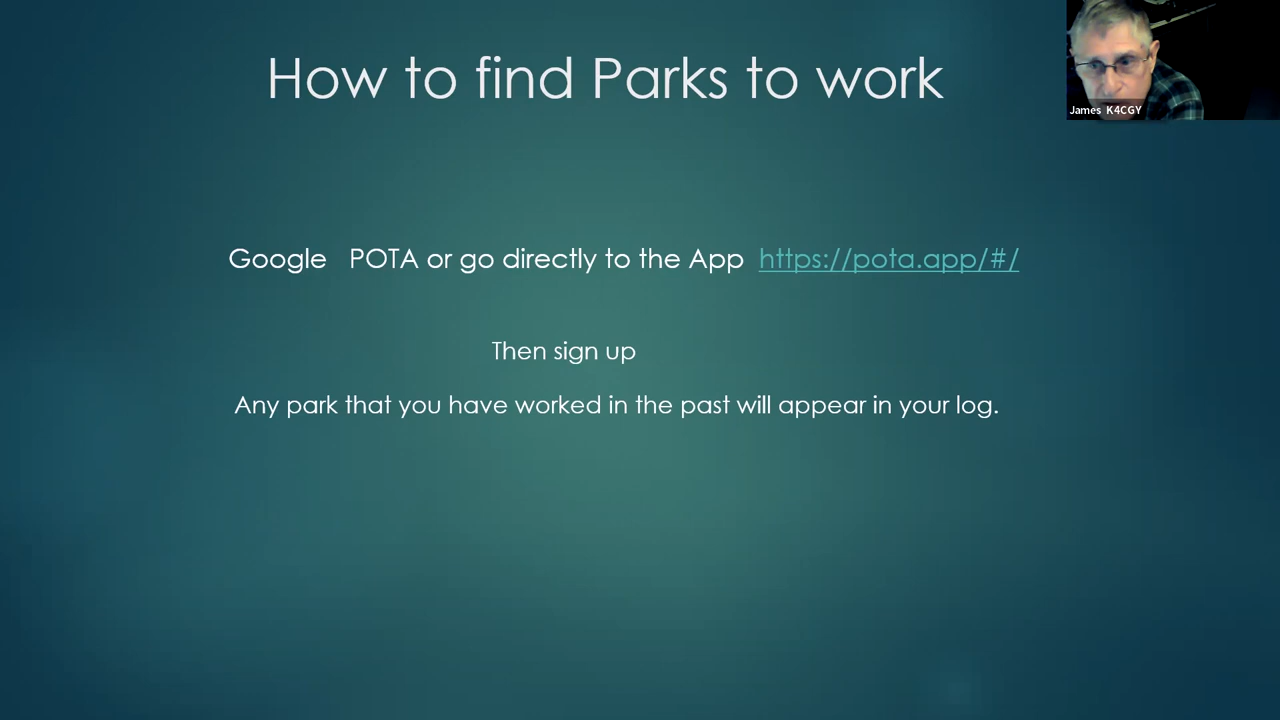 How to find Parks to work
James K4CGY
Google POTA or go directly to the App https://pota.app/#/
Then sign up
Any park that you have worked in the past will appear in your log.